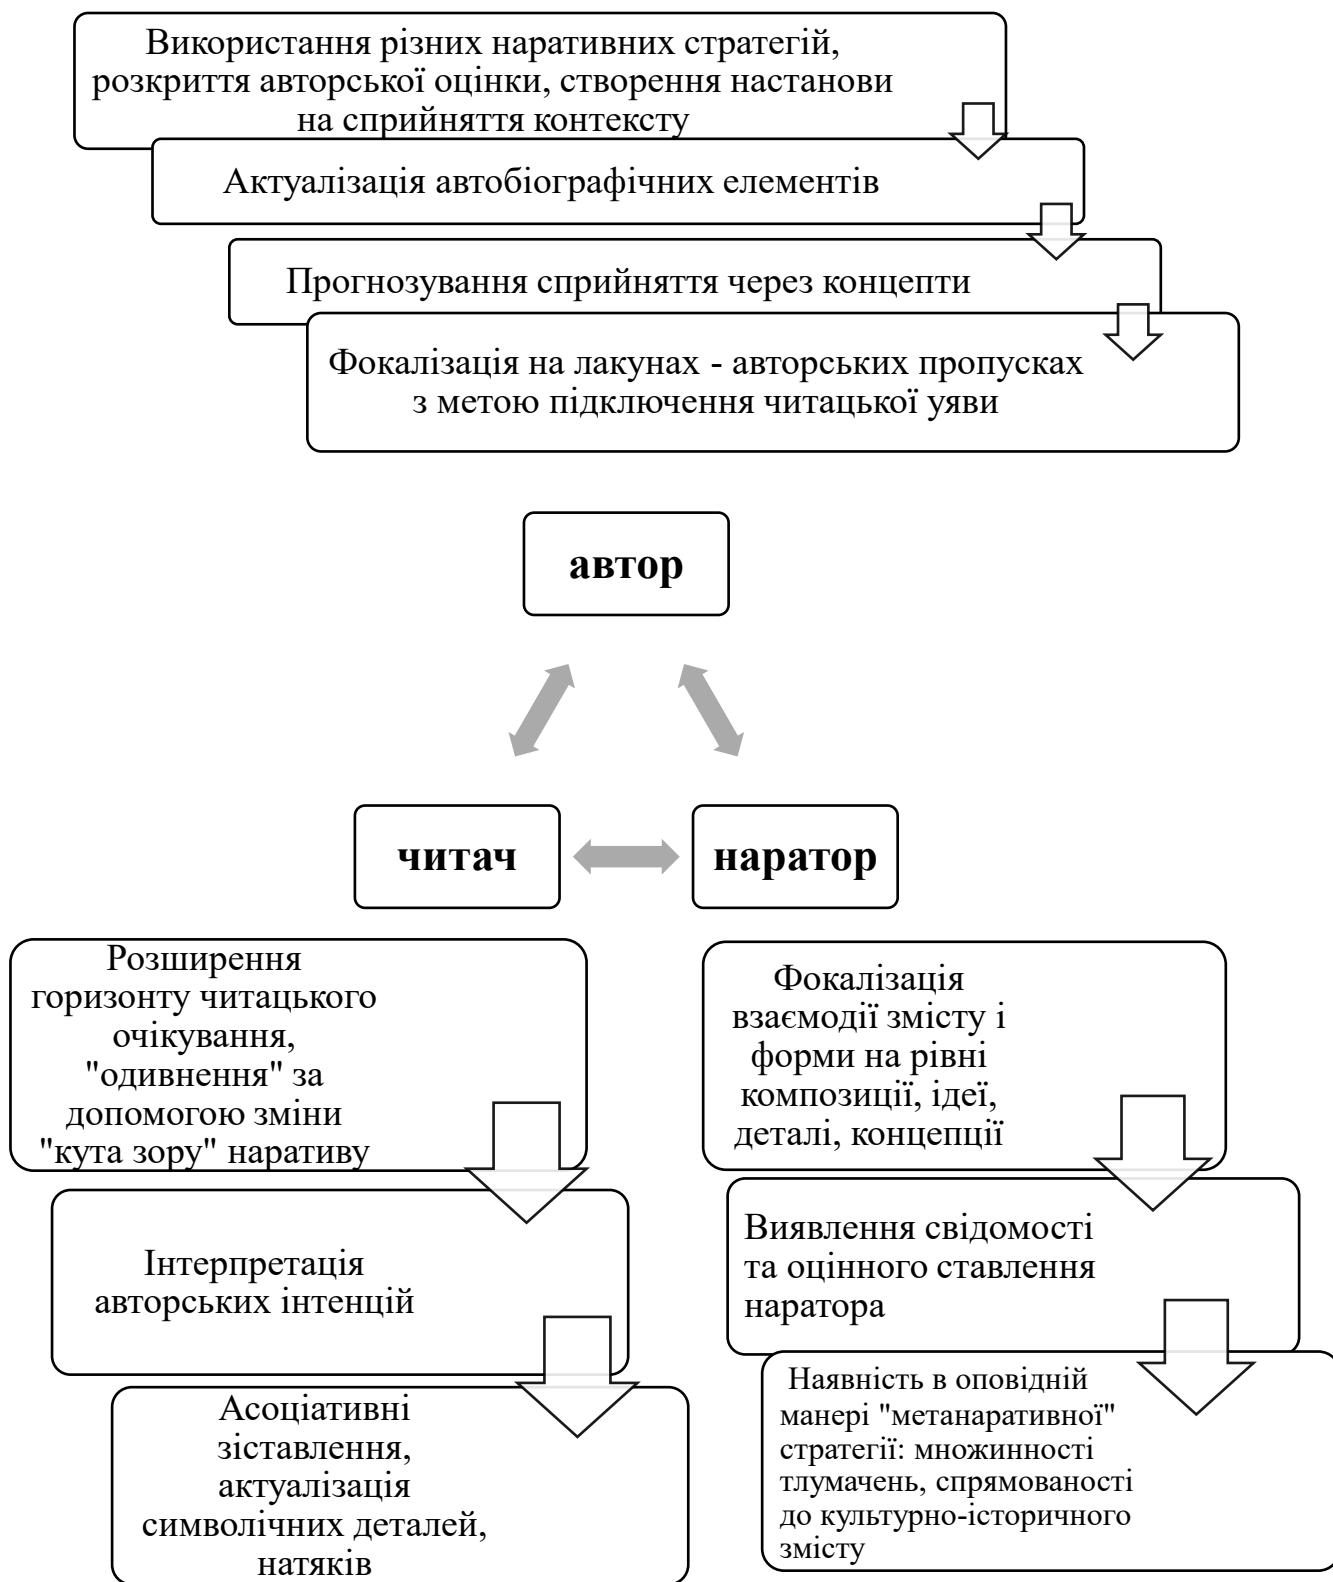 Використання різних наративних стратегій,
розкриття авторської оцінки, створення настанови
на сприйняття контексту
Актуалізація автобіографічних елементів
Прогнозування сприйняття через концепти
Фокалізація на лакунах - авторських пропусках
з метою підключення читацької уяви
автор
читач
наратор
Розширення
горизонту читацького
очікування,
"одивнення" за
допомогою зміни
"кута зору" наративу
Інтерпретація
авторських інтенцій
Асоціативні
зіставлення,
актуалізація
символічних деталей,
натяків
Фокалізація
взаємодії змісту і
форми на рівні
композиції, ідеї,
деталі, концепції
Виявлення свідомості
та оцінного ставлення
наратора
Наявність в оповідній
манері "метанаративної"
стратегії: множинності
тлумачень, спрямованості
до культурно-історичного
змісту